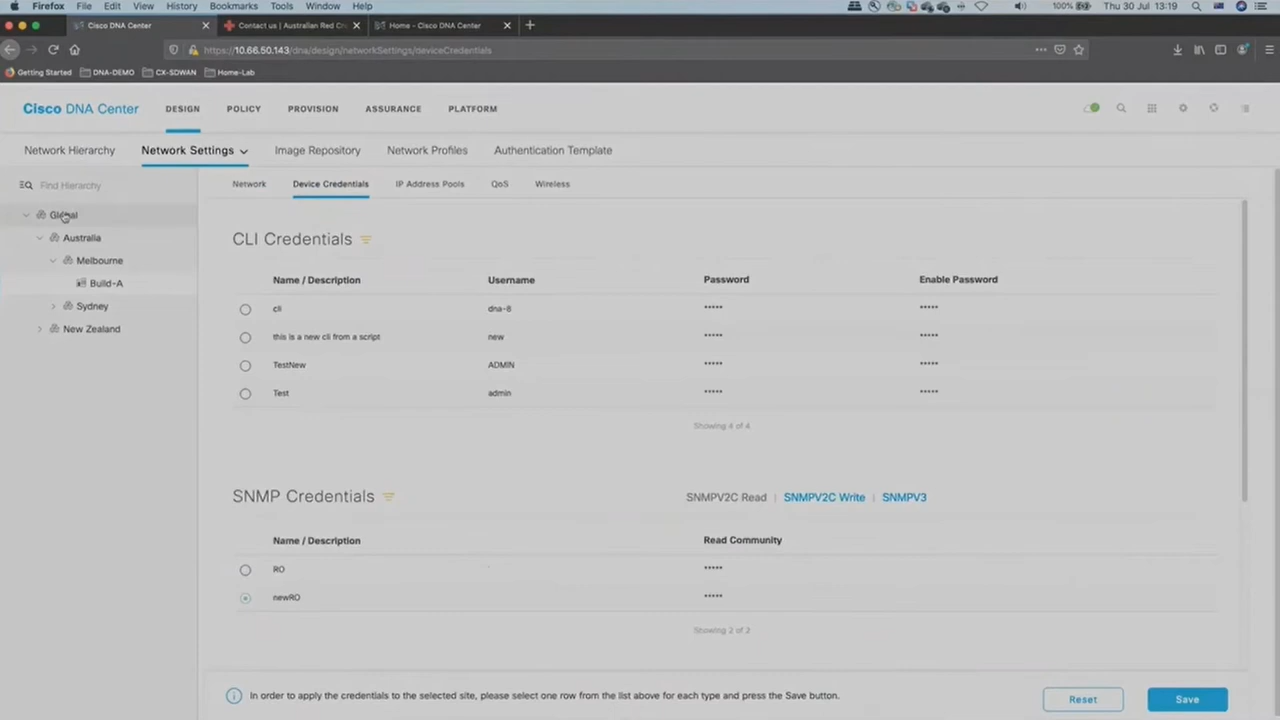 Firefox File Edit View History Bookmarks Tools Window Help 100% Thu 30 Jul 13:19
Cisco DNA Center Contact us | Australian Red Cro Home - Cisco DNA Center
https://10.66.50.143/dna/design/networkSettings/deviceCredentials
Getting Started DNA-DEMO CX-SDWAN Home-Lab
Cisco DNA Center DESIGN POLICY PROVISION ASSURANCE PLATFORM
Network Hierarchy Network Settings Image Repository Network Profiles Authentication Template
Find Hierarchy
Network Device Credentials IP Address Pools QoS Wireless
Global
Australia
Melbourne
Build-A
Sydney
New Zealand
CLI Credentials
Name / Description Username Password Enable Password
cli dna-8 ***** *****
this is a new cli from a script new ***** *****
TestNew ADMIN ***** *****
Test admin ***** *****
Showing 4 of 4
SNMP Credentials SNMPV2C Read | SNMPV2C Write | SNMPV3
Name / Description Read Community
RO *****
newRO *****
Showing 2 of 2
In order to apply the credentials to the selected site, please select one row from the list above for each type and press the Save button.
Reset Save